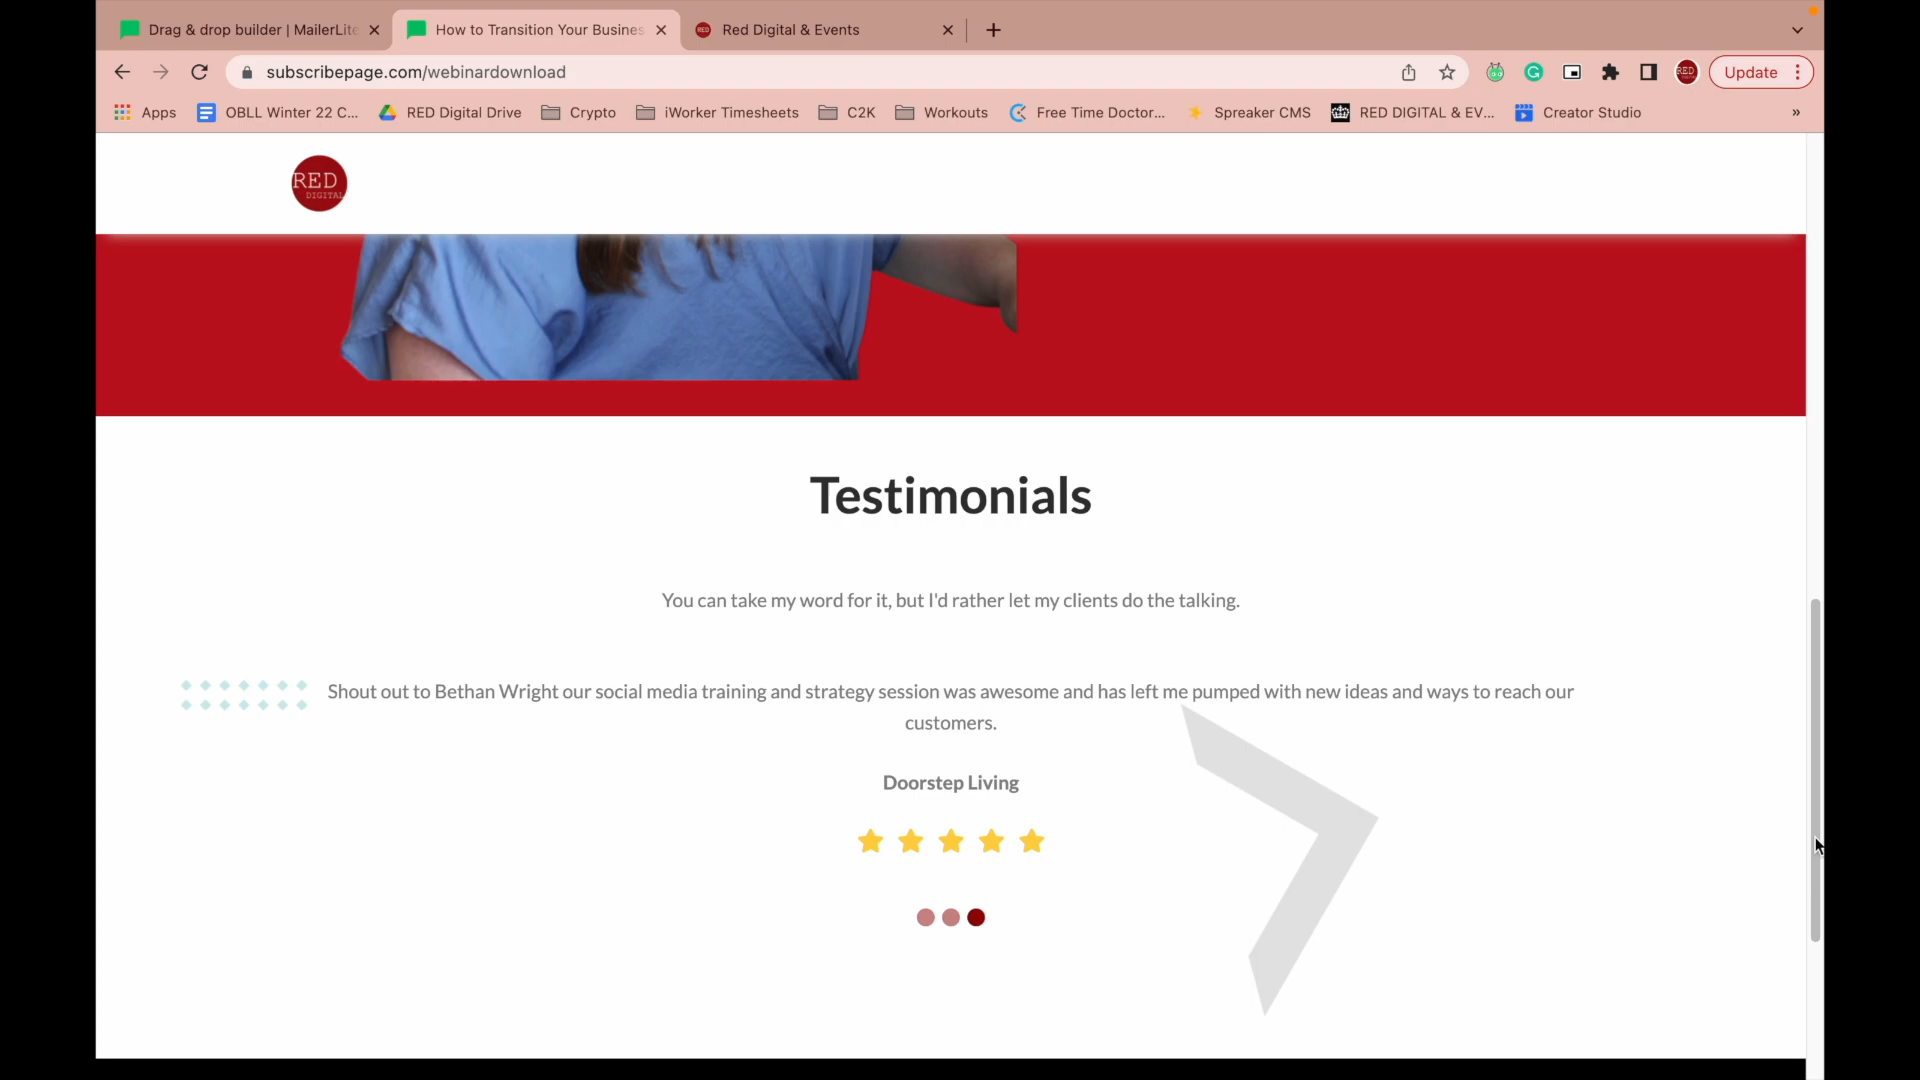 Drag & drop builder | MailerLite
How to Transition Your Busines
RED
Red Digital & Events
subscribepage.com/webinardownload
RED
Update
Apps
OBLL Winter 22 C...
RED Digital Drive
Crypto
iWorker Timesheets
C2K
Workouts
Free Time Doctor...
Spreaker CMS
RED DIGITAL & EV...
Creator Studio
»
RED
DIGITAL
Testimonials
You can take my word for it, but I'd rather let my clients do the talking.
Shout out to Bethan Wright our social media training and strategy session was awesome and has left me pumped with new ideas and ways to reach our
customers.
Doorstep Living